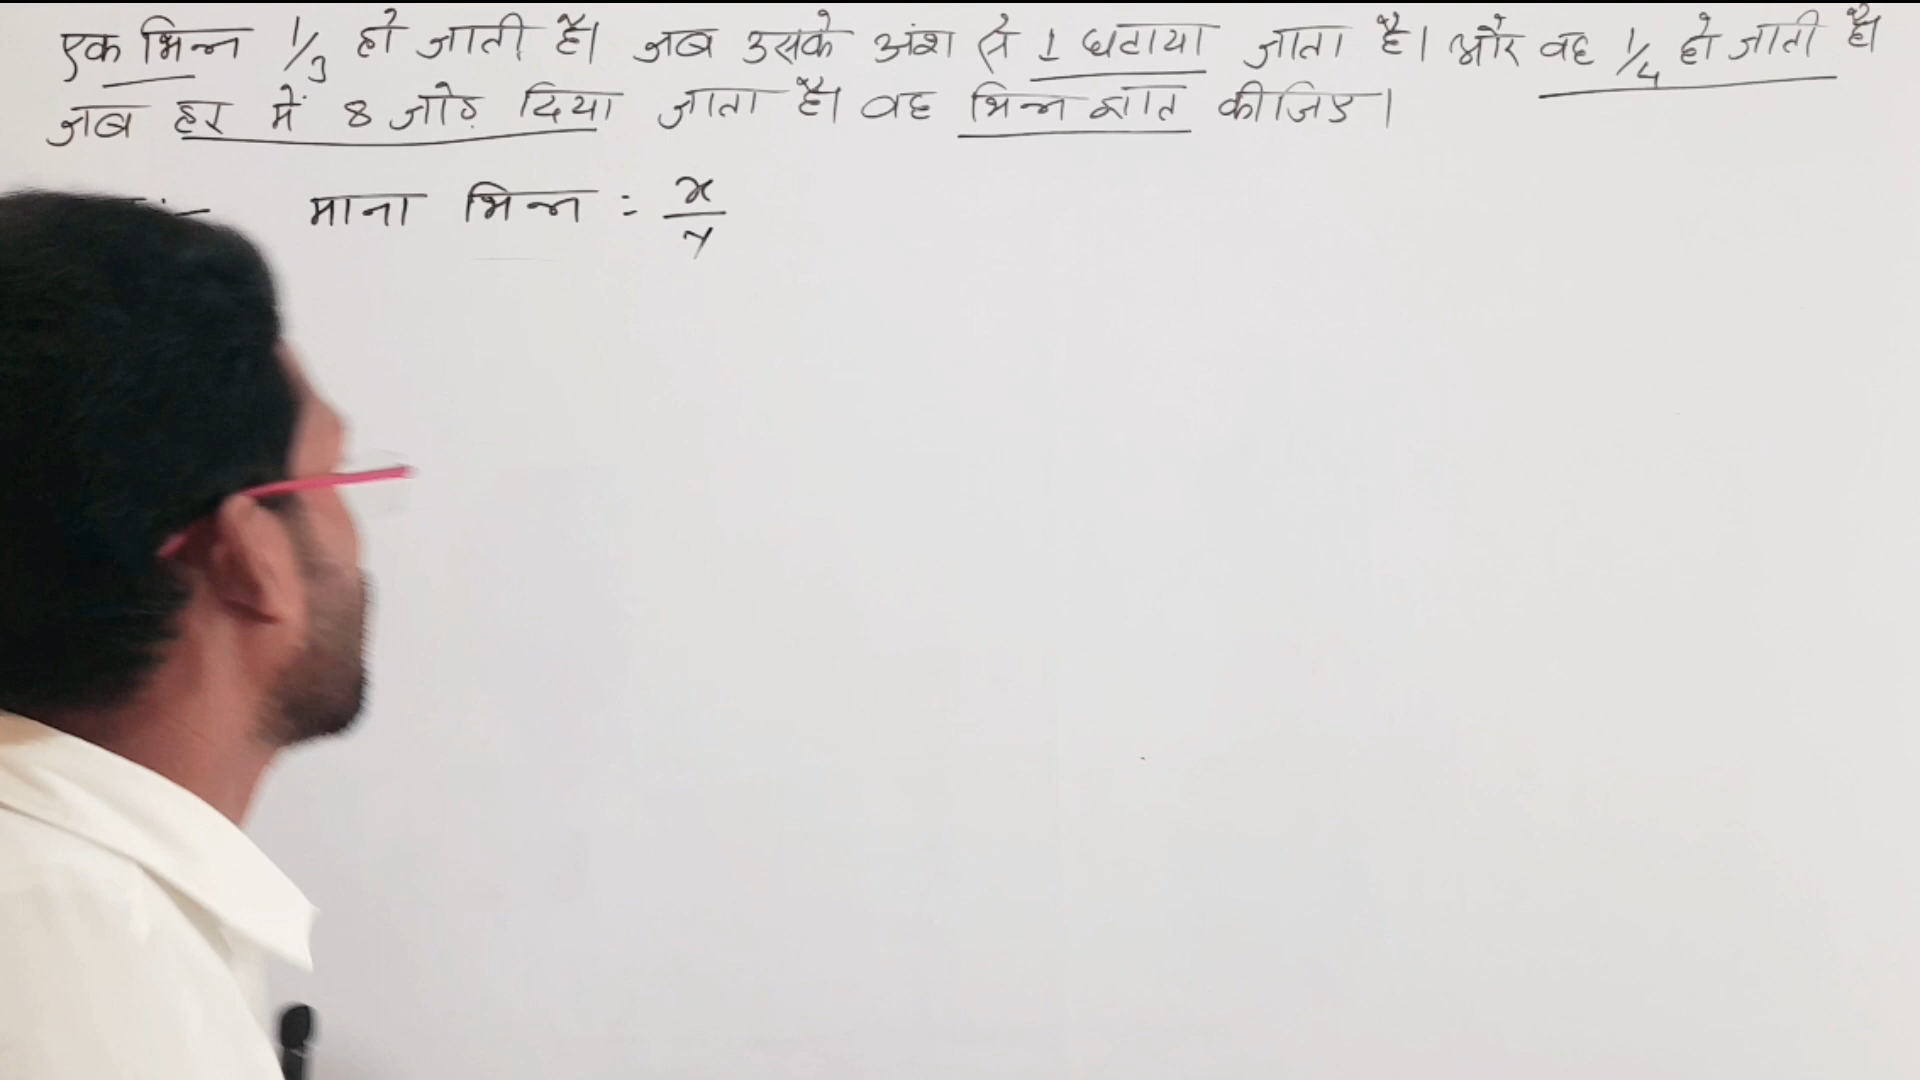 एक भिन्न 1/3 हो जाती है। जब उसके अंश से 1 घटाया जाता है। और वह 1/4 हो जाती है।
जब हर में 8 जोड़ दिया जाता है। वह भिन्न ज्ञात कीजिए।
माना भिन्न = x/y